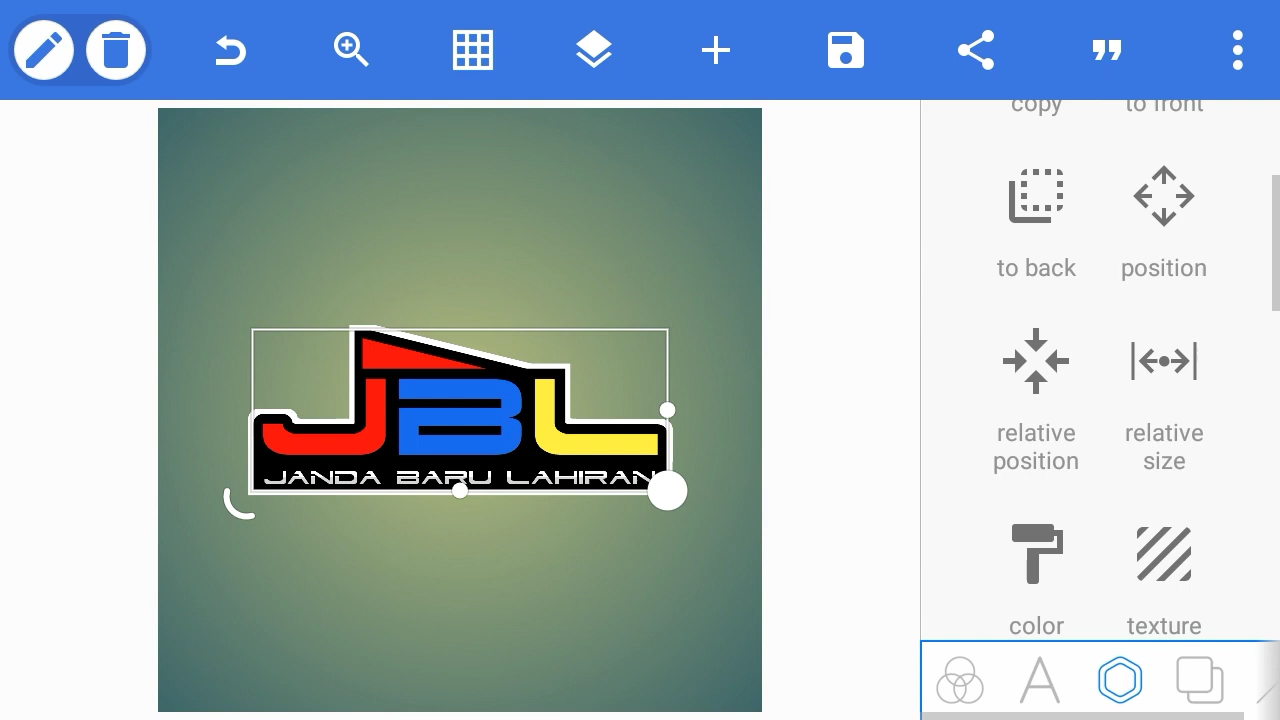 copy
to front
to back
position
relative
position
relative
size
color
texture
JBL
JANDA BARU LAHIRAN
A